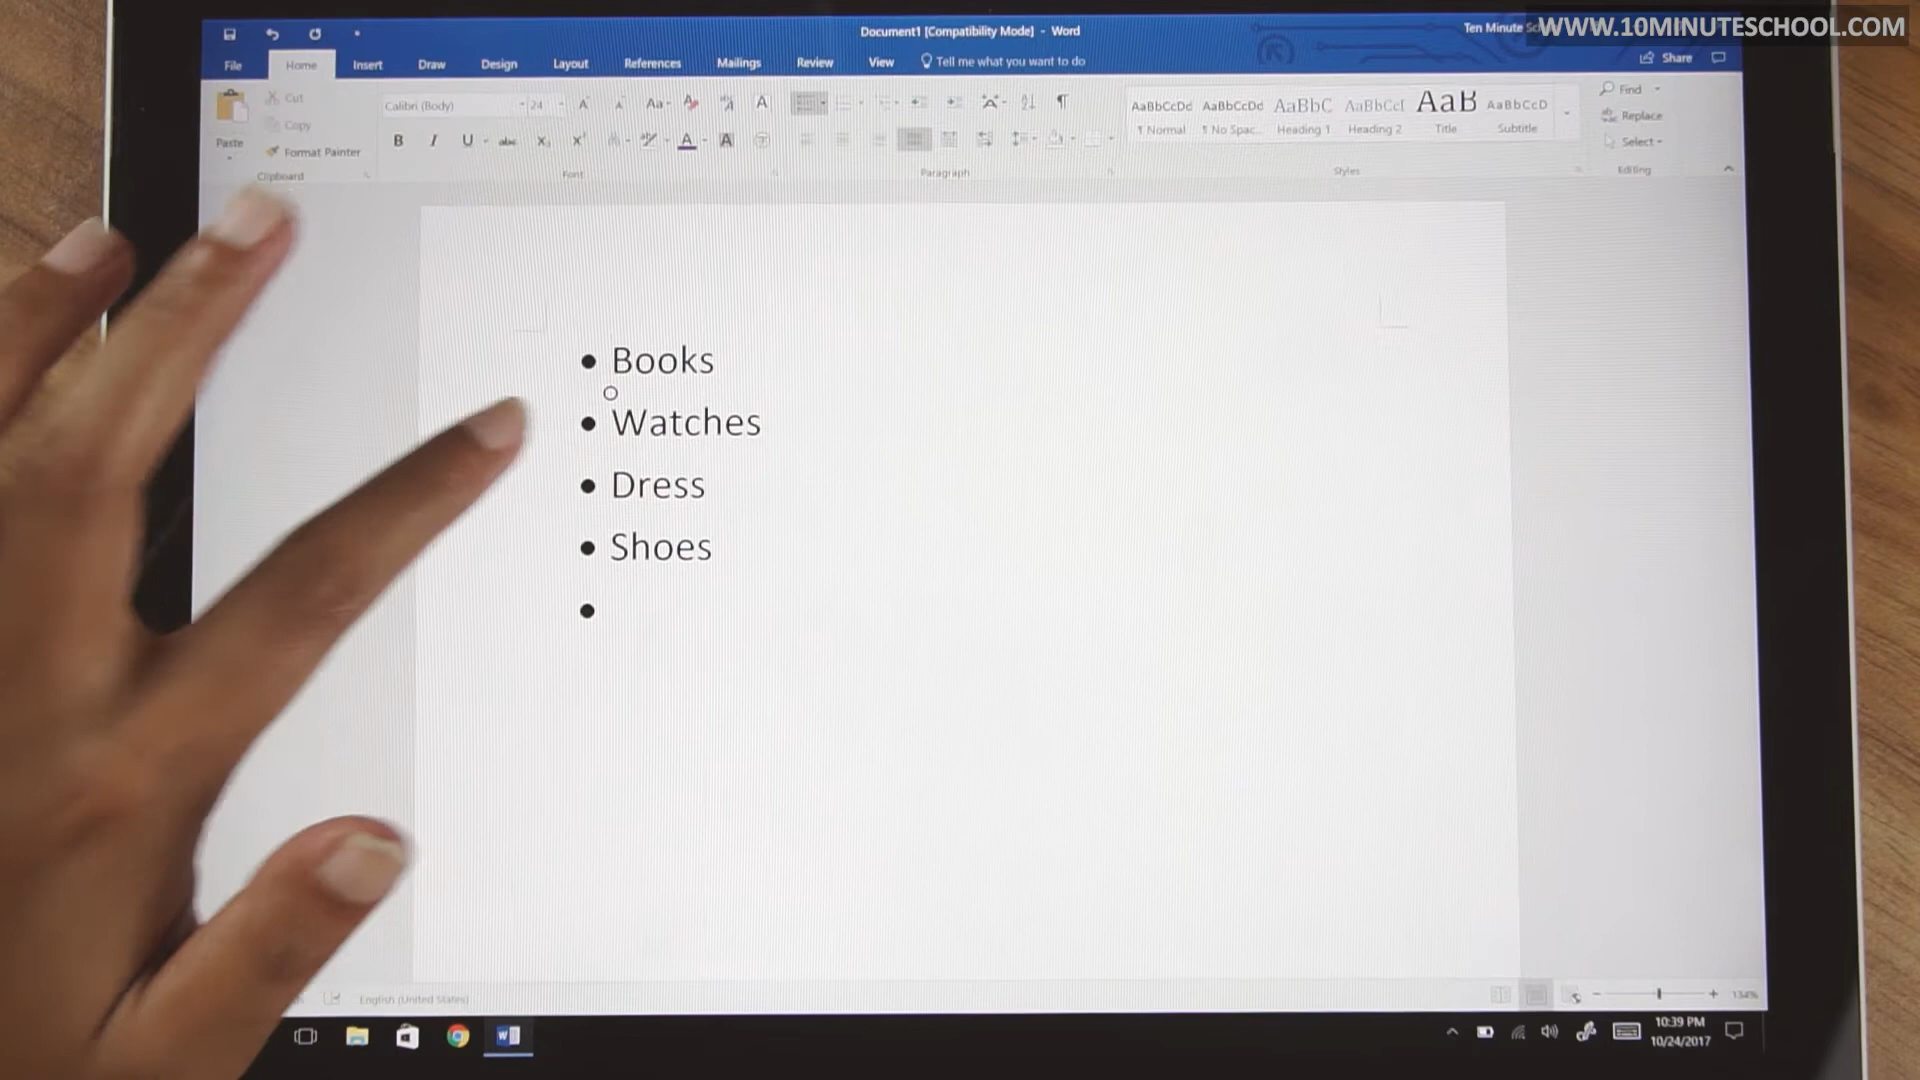 WWW.10MINUTESCHOOL.COM
Document1 [Compatibility Mode] - Word
Ten Minute
File Home Insert Draw Design Layout References Mailings Review View Tell me what you want to do Share
Cut
Copy
Paste
Format Painter
Clipboard
Calibri (Body) 24
Font
Paragraph
AaBbCcDd AaBbCcDd AaBbC AaBbCcD AaB AaBbCcD
¶ Normal ¶ No Spac... Heading 1 Heading 2 Title Subtitle
Styles
Find
Replace
Select
Editing
• Books
○
• Watches
• Dress
• Shoes
•
English (United States)
134%
10:39 PM
10/24/2017